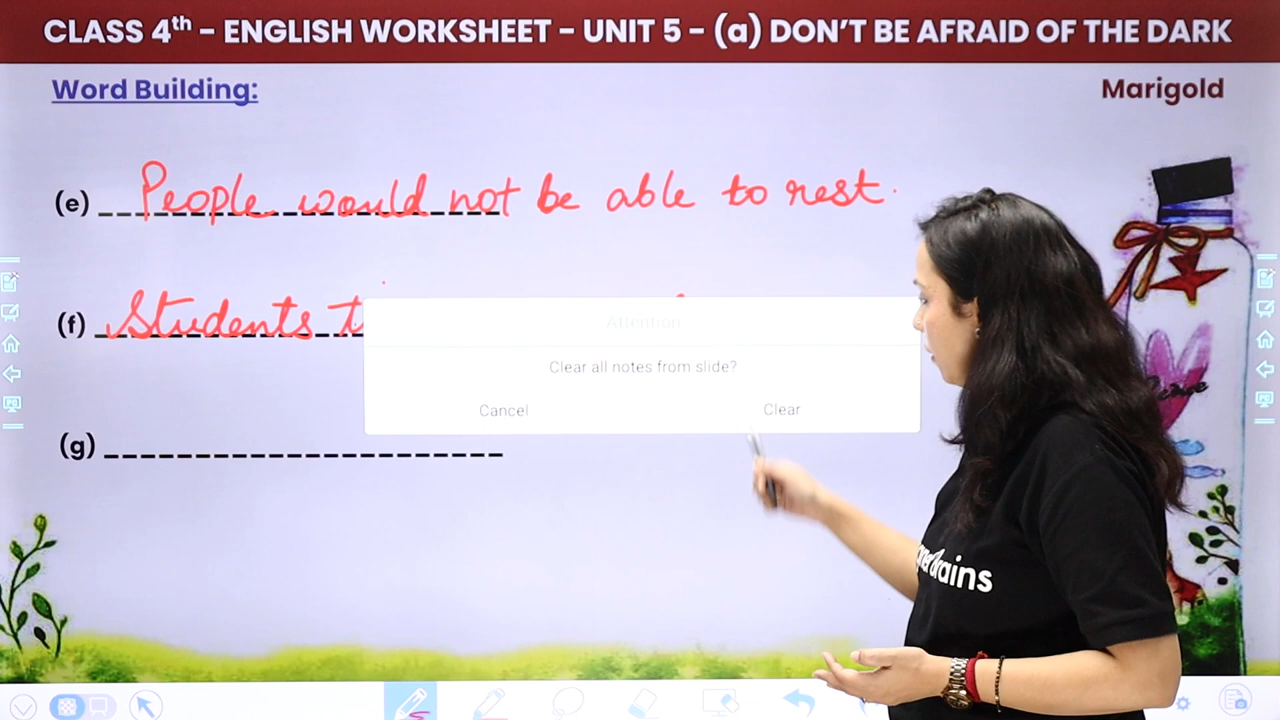 CLASS 4th – ENGLISH WORKSHEET – UNIT 5 – (a) DON'T BE AFRAID OF THE DARK
Word Building: Marigold
(e) People would not be able to rest.
(f) Students
Attention
Clear all notes from slide?
Cancel Clear
(g)